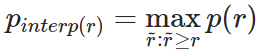 p_{interp(r)} = \max_{\tilde{r}:\tilde{r}\geq r} p(r)